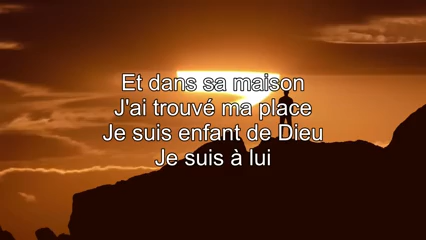 Et dans sa maison
J'ai trouvé ma place
Je suis enfant de Dieu
Je suis à lui